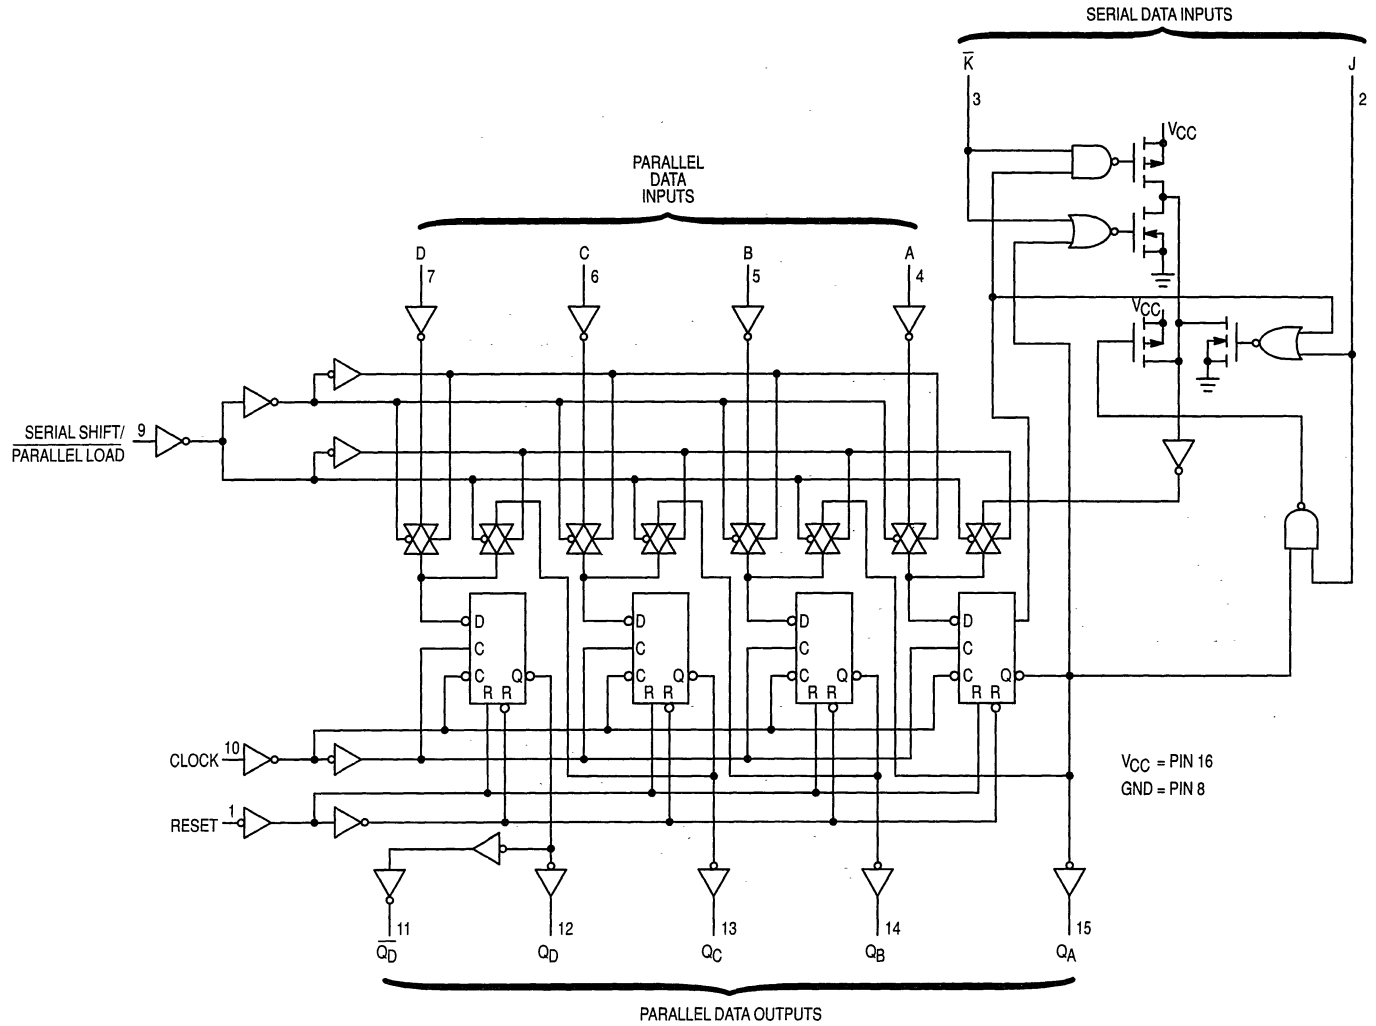 SERIAL DATA INPUTS
K̅
J
3
2
VCC
PARALLEL
DATA
INPUTS
D
C
B
A
7
6
5
4
VCC
SERIAL SHIFT/
PARALLEL LOAD
9
D
D
D
D
C
C
C
C
C Q
C Q
C Q
C Q
R R
R R
R R
R R
CLOCK 10
VCC = PIN 16
GND = PIN 8
RESET 1
11
12
13
14
15
Q̅D̅
QD
QC
QB
QA
PARALLEL DATA OUTPUTS